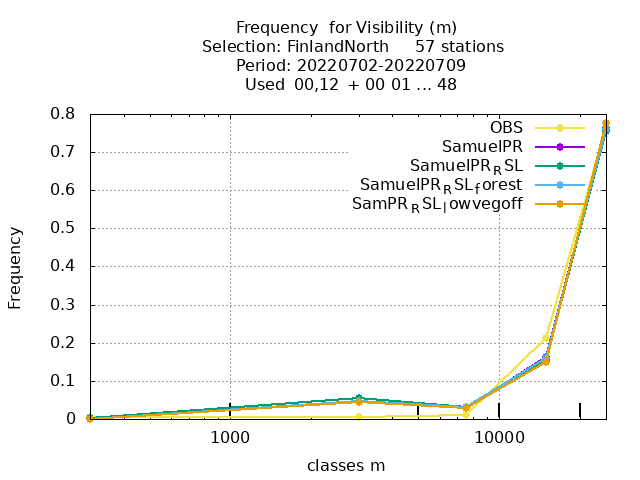 Frequency  for Visibility (m)
Selection: FinlandNorth     57 stations
Period: 20220702-20220709
Used  00,12  + 00 01 ... 48
OBS
SamuelPR
SamuelPR_RSL
SamuelPR_RSL_forest
SamPR_RSL_lowvegoff
0.8
0.7
0.6
0.5
0.4
0.3
0.2
0.1
0
Frequency
1000
10000
classes m